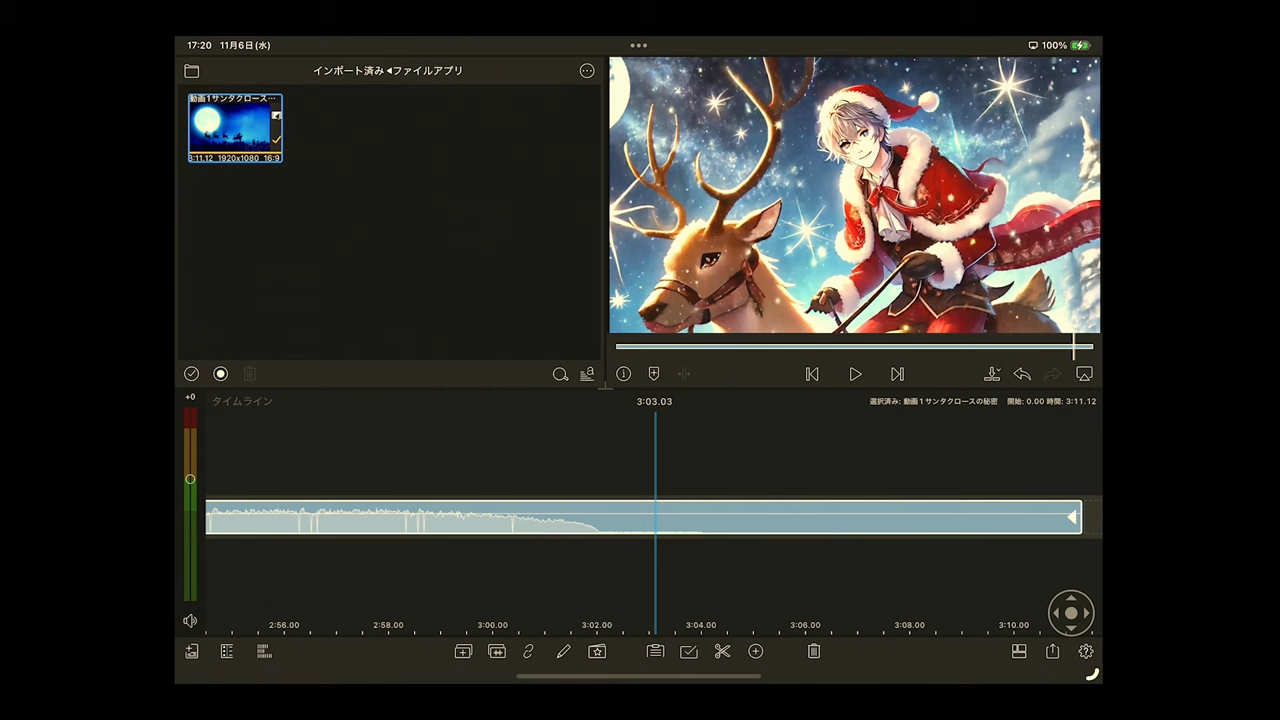 17:20 11月6日(水)
100%
インポート済み◀ファイルアプリ
動画1サンタクロース…
3:11.12 1920x1080 16:9
+0
タイムライン
3:03.03
選択済み: 動画1サンタクロースの秘密 開始: 0.00 時間: 3:11.12
2:56.00 2:58.00 3:00.00 3:02.00 3:04.00 3:06.00 3:08.00 3:10.00